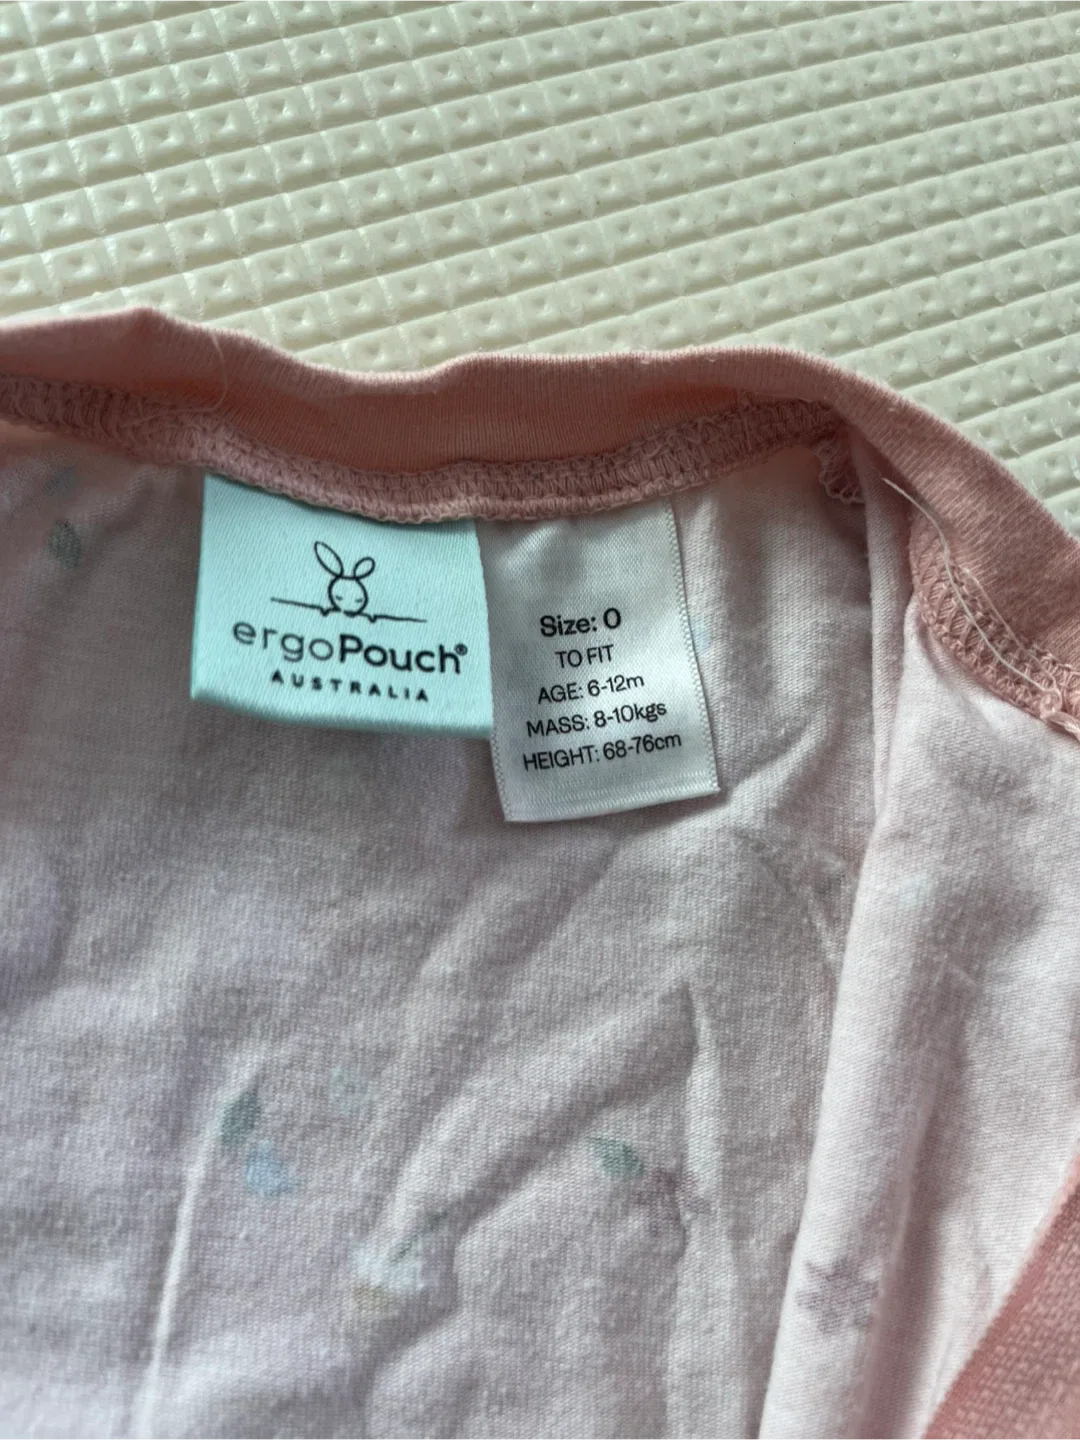 ergoPouch®
AUSTRALIA
Size: 0
TO FIT
AGE: 6-12m
MASS: 8-10kgs
HEIGHT: 68-76cm